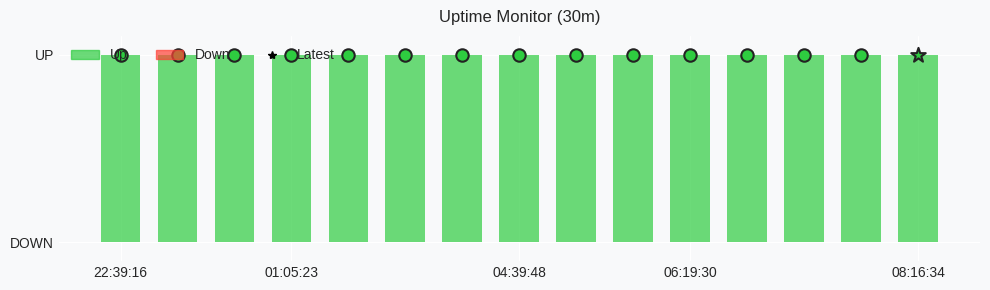 Uptime Monitor (30m)
UP
Up Down Latest
DOWN
22:39:16 01:05:23 04:39:48 06:19:30 08:16:34